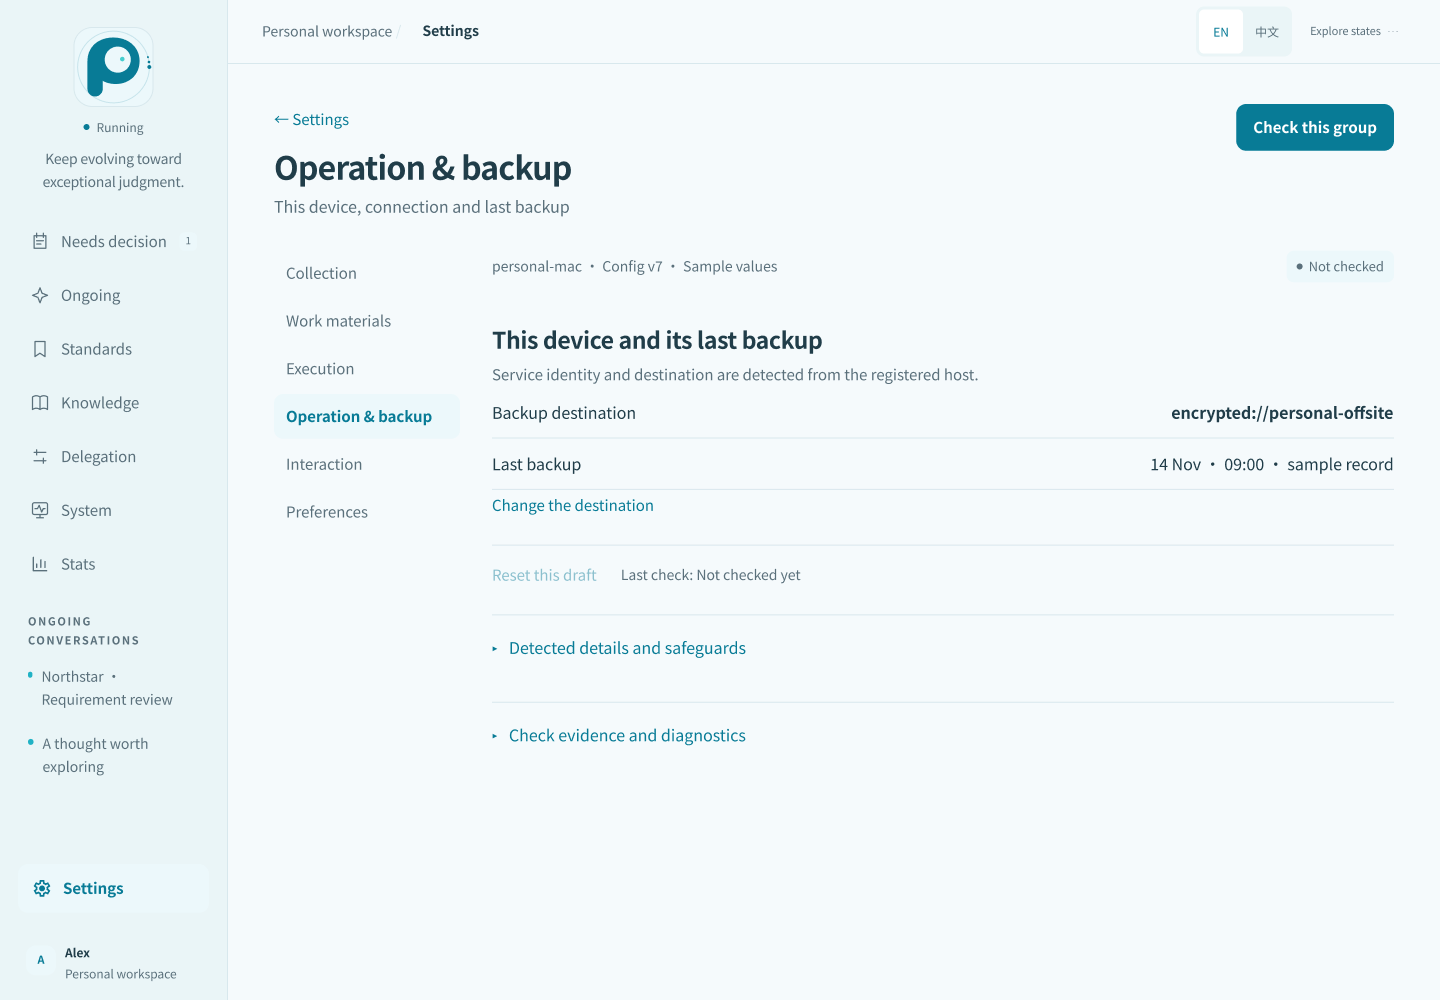 Running
Keep evolving toward
exceptional judgment.
Needs decision 1
Ongoing
Standards
Knowledge
Delegation
System
Stats
ONGOING
CONVERSATIONS
Northstar •
Requirement review
A thought worth
exploring
Settings
A
Alex
Personal workspace
Personal workspace / Settings
EN 中文
Explore states ···
← Settings
Check this group
Operation & backup
This device, connection and last backup
Collection
Work materials
Execution
Operation & backup
Interaction
Preferences
personal-mac • Config v7 • Sample values
Not checked
This device and its last backup
Service identity and destination are detected from the registered host.
Backup destination encrypted://personal-offsite
Last backup 14 Nov • 09:00 • sample record
Change the destination
Reset this draft Last check: Not checked yet
▸ Detected details and safeguards
▸ Check evidence and diagnostics